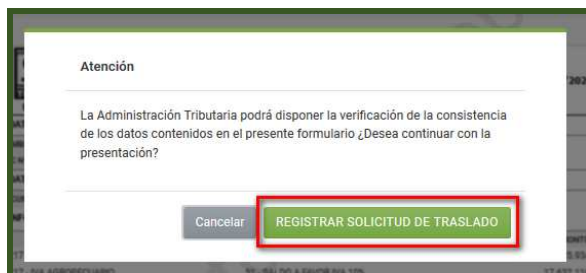 Atención
La Administración Tributaria podrá disponer la verificación de la consistencia
de los datos contenidos en el presente formulario ¿Desea continuar con la
presentación?
Cancelar REGISTRAR SOLICITUD DE TRASLADO